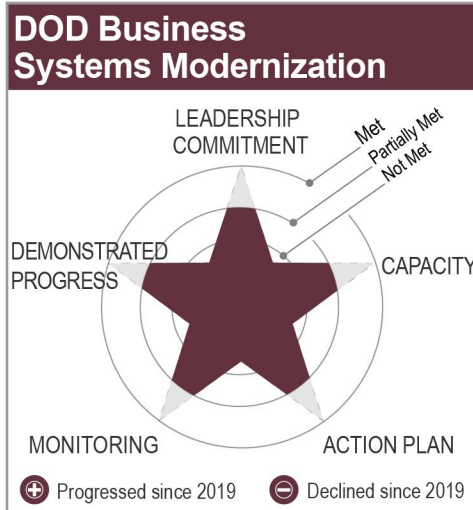 DOD Business
Systems Modernization
LEADERSHIP
COMMITMENT
Met
Partially Met
Not Met
DEMONSTRATED
PROGRESS
CAPACITY
MONITORING
ACTION PLAN
Progressed since 2019
Declined since 2019